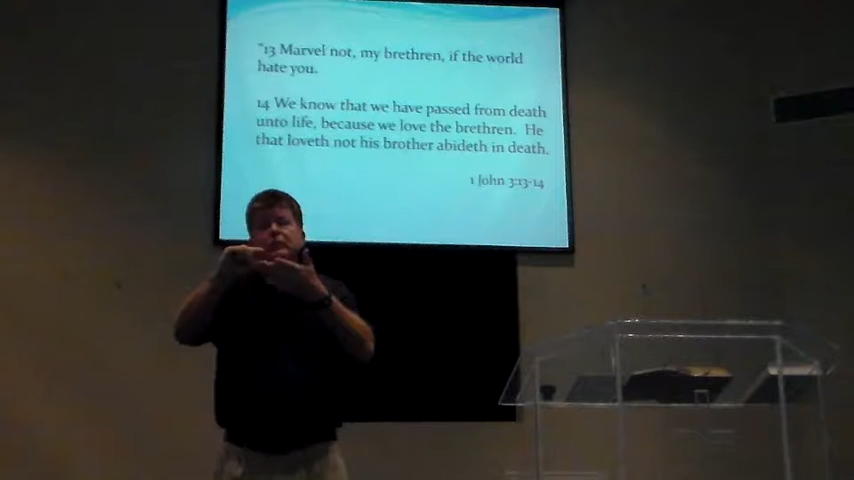 "13 Marvel not, my brethren, if the world
hate you.
14 We know that we have passed from death
unto life, because we love the brethren. He
that loveth not his brother abideth in death.
1 John 3:13-14